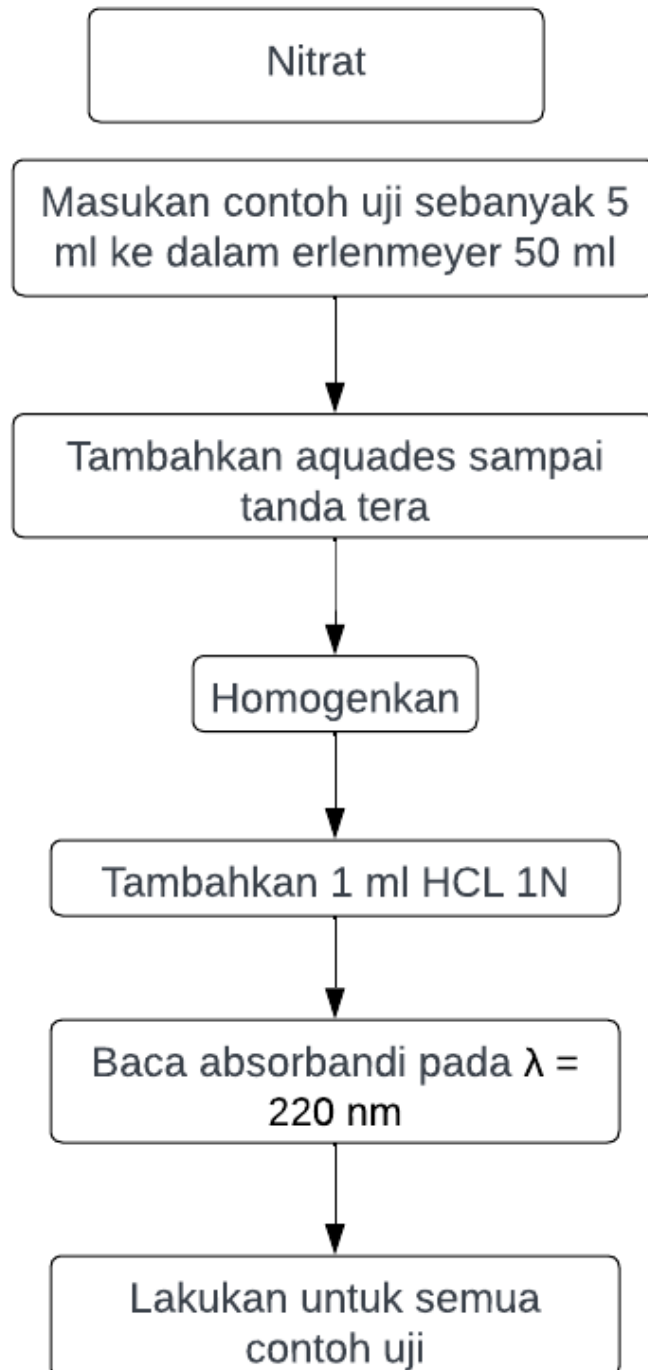 Nitrat
Masukan contoh uji sebanyak 5
ml ke dalam erlenmeyer 50 ml
Tambahkan aquades sampai
tanda tera
Homogenkan
Tambahkan 1 ml HCL 1N
Baca absorbandi pada λ =
220 nm
Lakukan untuk semua
contoh uji